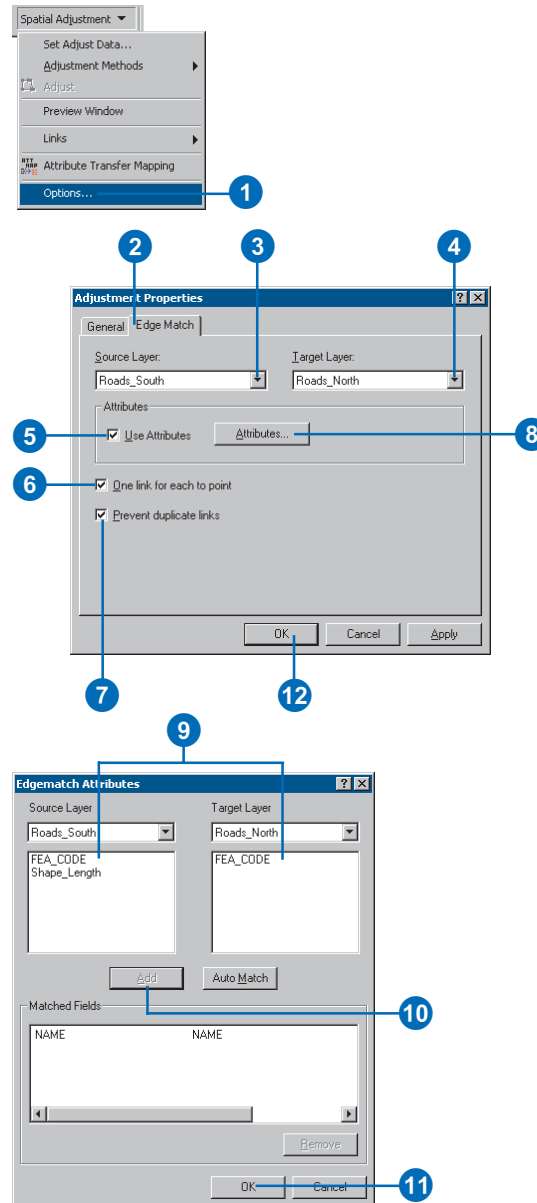 Spatial Adjustment
Set Adjust Data...
Adjustment Methods
Adjust
Preview Window
Links
ATT
MAP
Attribute Transfer Mapping
Options...
1
2
3
4
Adjustment Properties
General
Edge Match
Source Layer:
Target Layer:
Roads_South
Roads_North
Attributes
5
Use Attributes
Attributes...
8
6
One link for each to point
Prevent duplicate links
OK
Cancel
Apply
7
12
9
Edgematch Attributes
Source Layer
Target Layer
Roads_South
Roads_North
FEA_CODE
Shape_Length
FEA_CODE
Add
Auto Match
10
Matched Fields
NAME
NAME
Remove
OK
Cancel
11